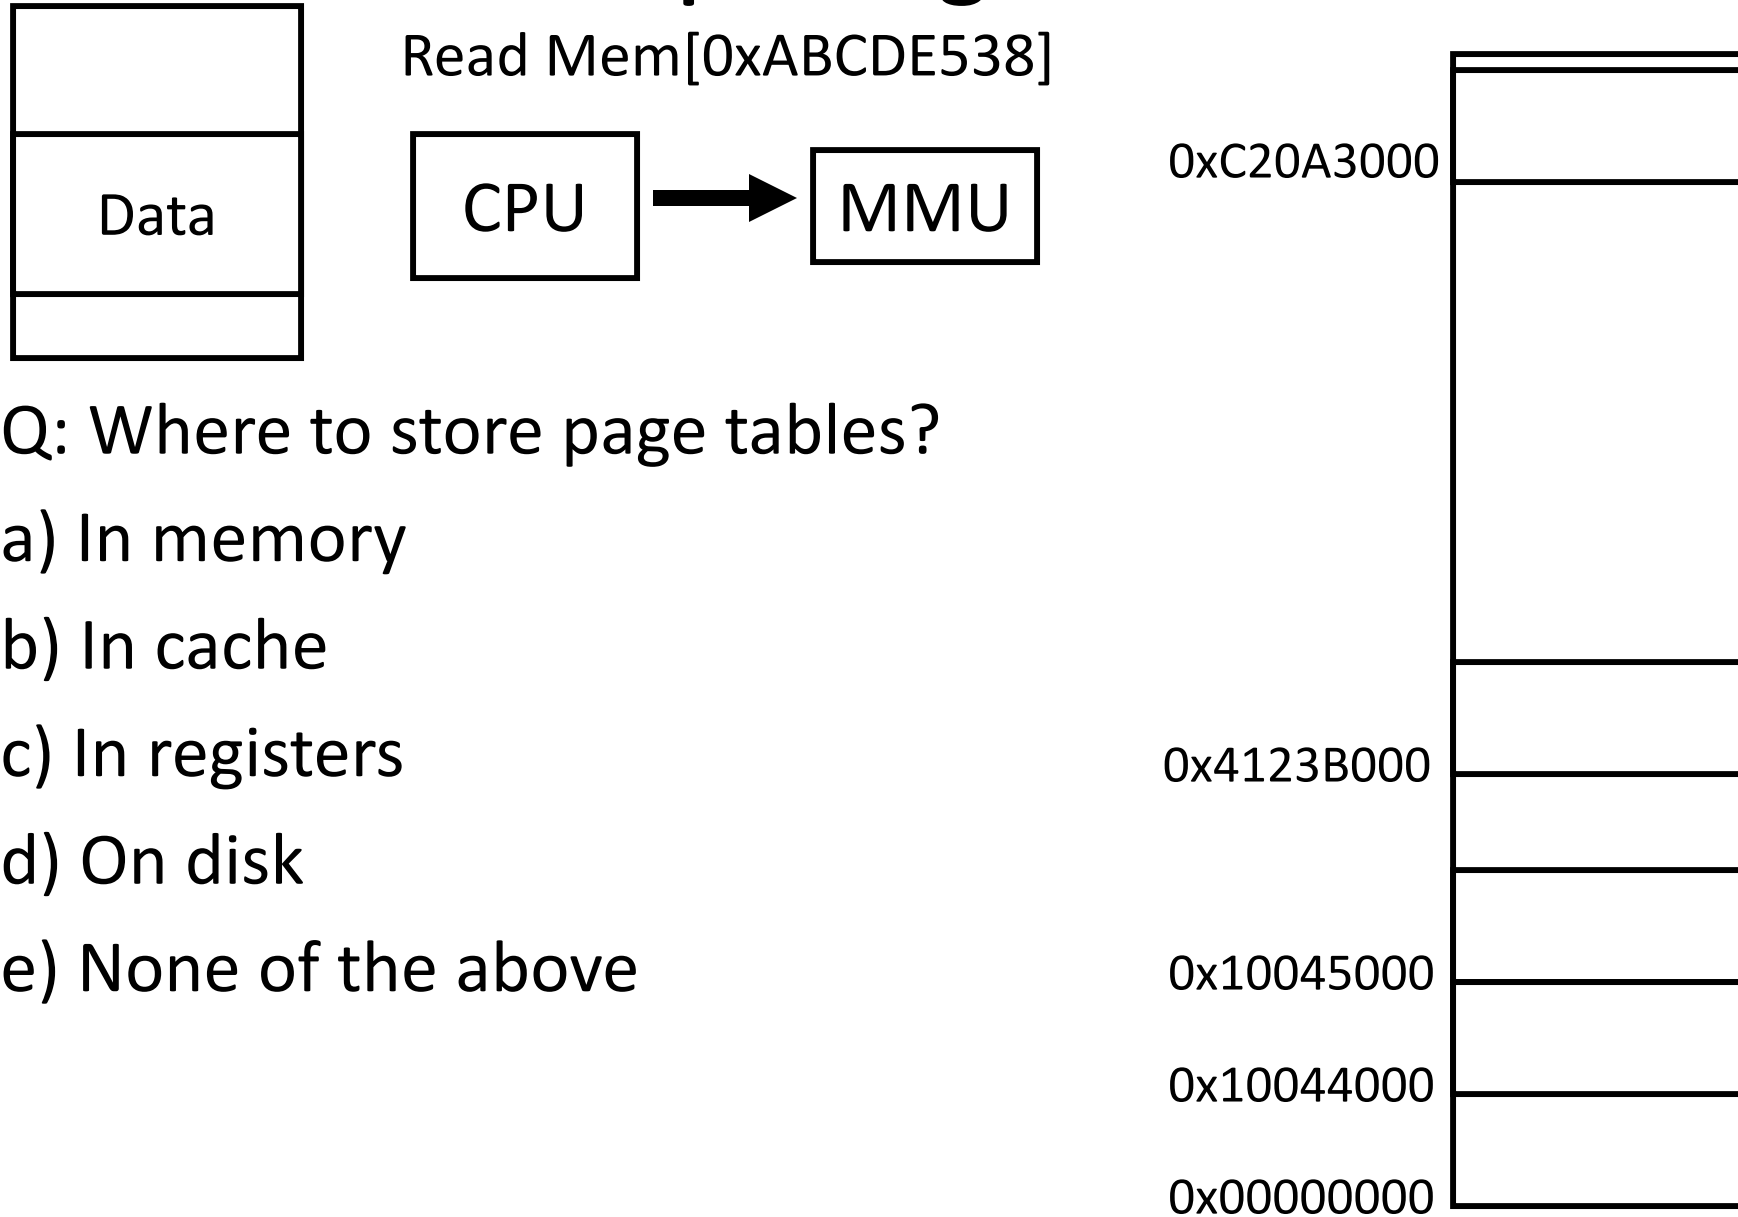 Read Mem[0xABCDE538]
Data
CPU
MMU
Q: Where to store page tables?
a) In memory
b) In cache
c) In registers
d) On disk
e) None of the above
0xC20A3000
0x4123B000
0x10045000
0x10044000
0x00000000